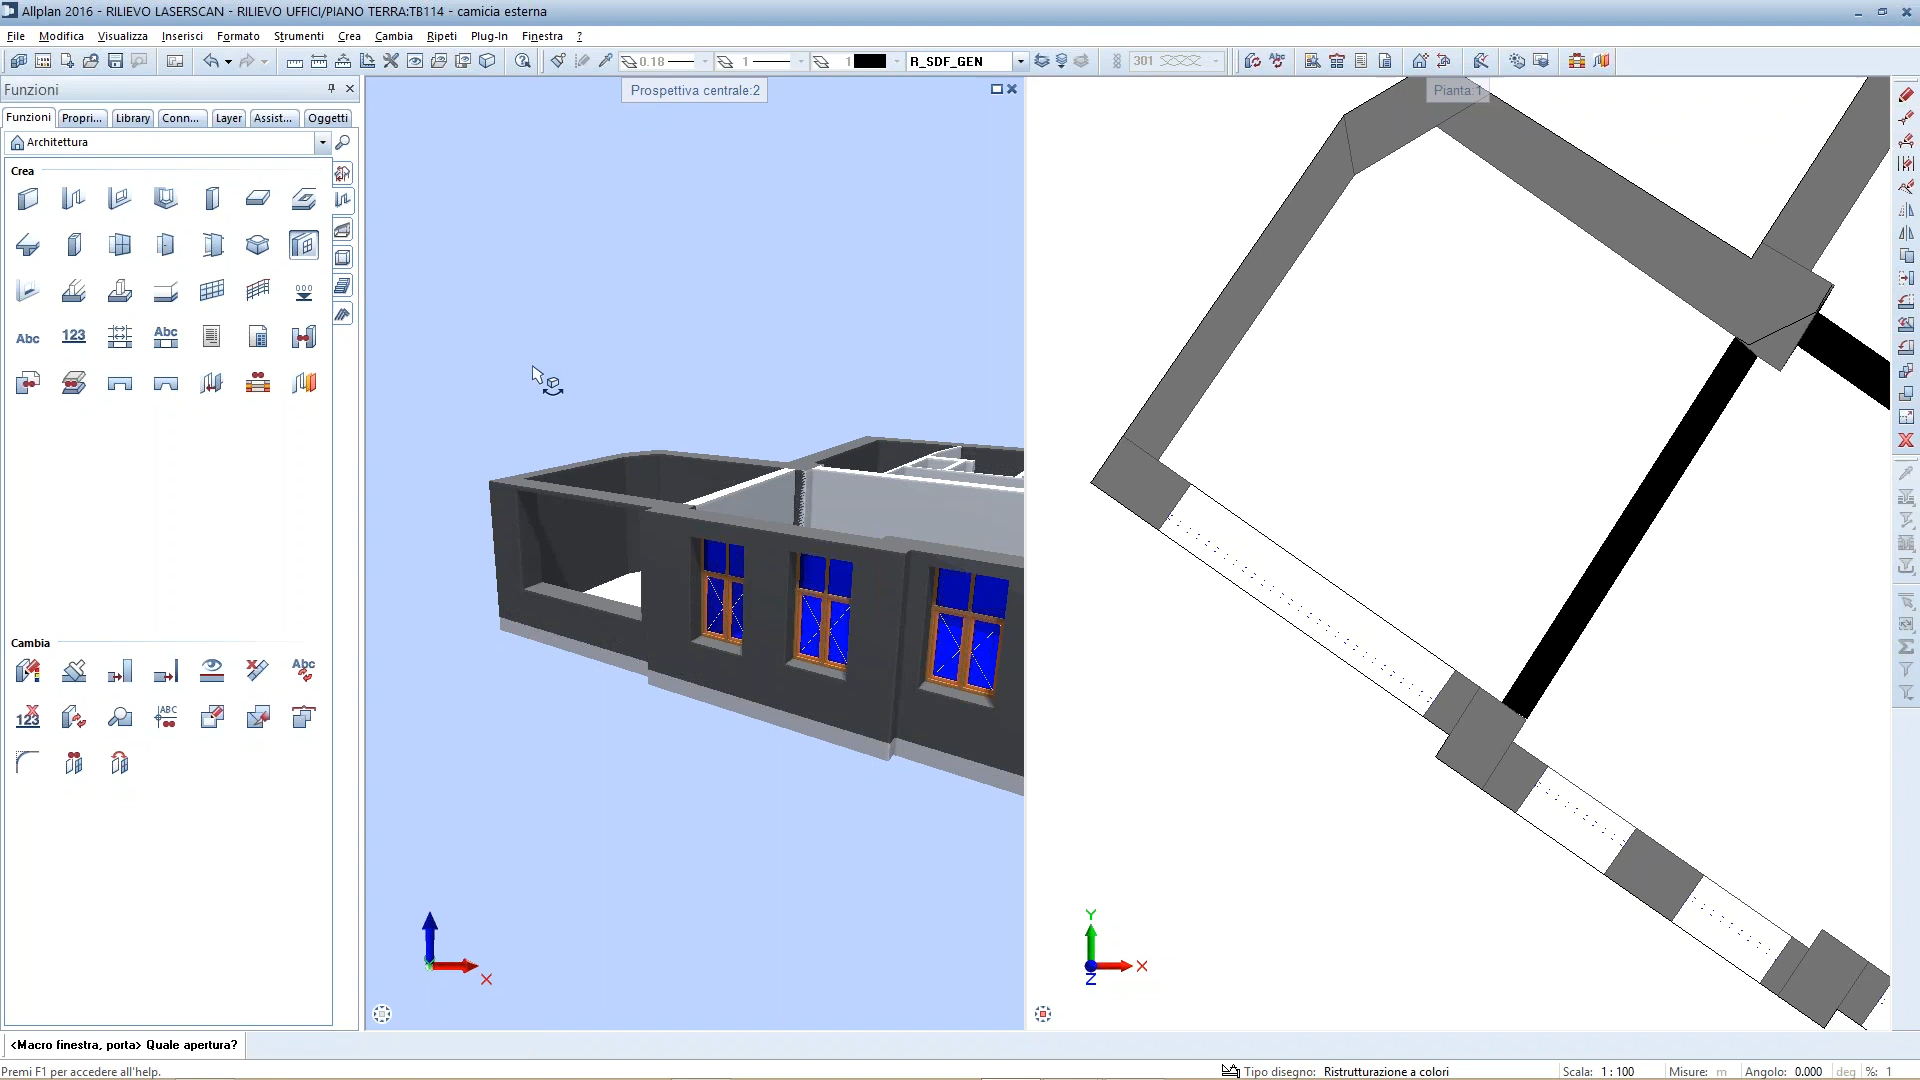 Allplan 2016 - RILIEVO LASERSCAN - RILIEVO UFFICI/PIANO TERRA:TB114 - camicia esterna
File Modifica Visualizza Inserisci Formato Strumenti Crea Cambia Ripeti Plug-In Finestra ?
0.18 1 1 R_SDF_GEN 301
Funzioni
Prospettiva centrale:2
Pianta:1
Funzioni Propri... Library Conn... Layer Assist... Oggetti
Architettura
Crea
Abc 123 Abc
Cambia
Abc
123 ABC
X
Y
X
Z
<Macro finestra, porta> Quale apertura?
Premi F1 per accedere all'help.
Tipo disegno: Ristrutturazione a colori Scala: 1 : 100 Misure: m Angolo: 0.000 deg %: 1